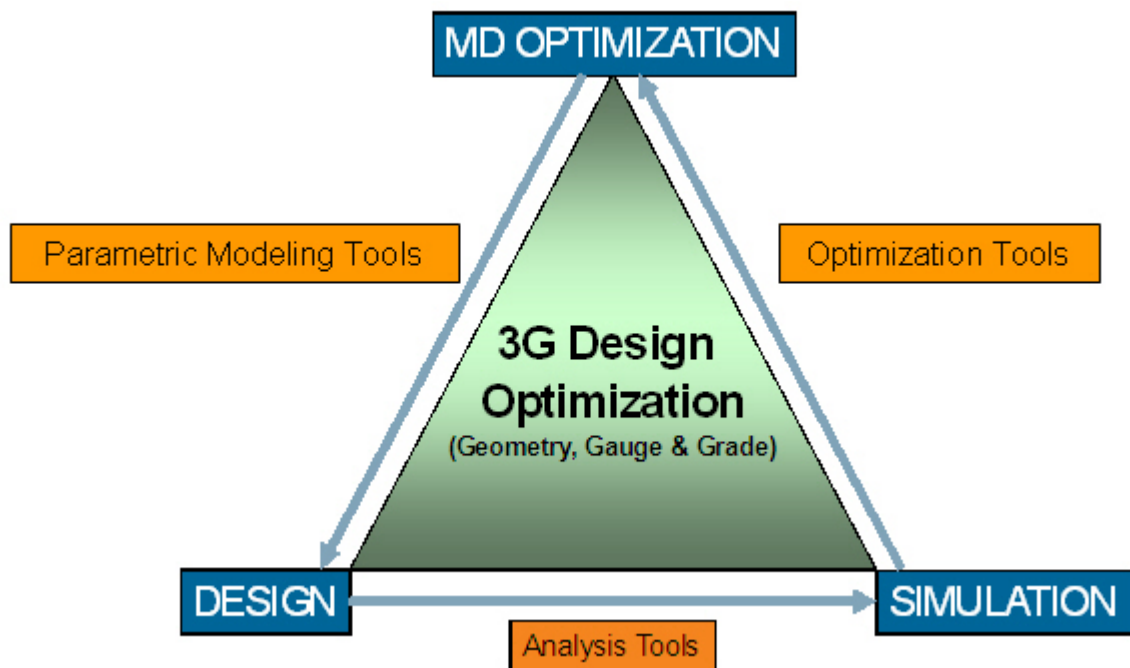 MD OPTIMIZATION
Parametric Modeling Tools
Optimization Tools
3G Design
Optimization
(Geometry, Gauge & Grade)
DESIGN
SIMULATION
Analysis Tools